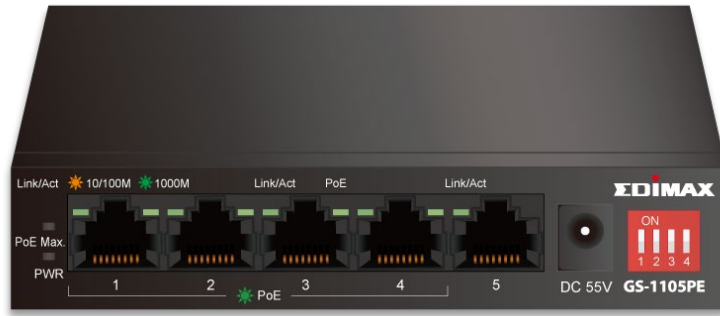 Link/Act 10/100M 1000M Link/Act PoE Link/Act
EDIMAX
ON
1 2 3 4
PoE Max.
PWR
1 2 3 4 5
PoE
DC 55V GS-1105PE